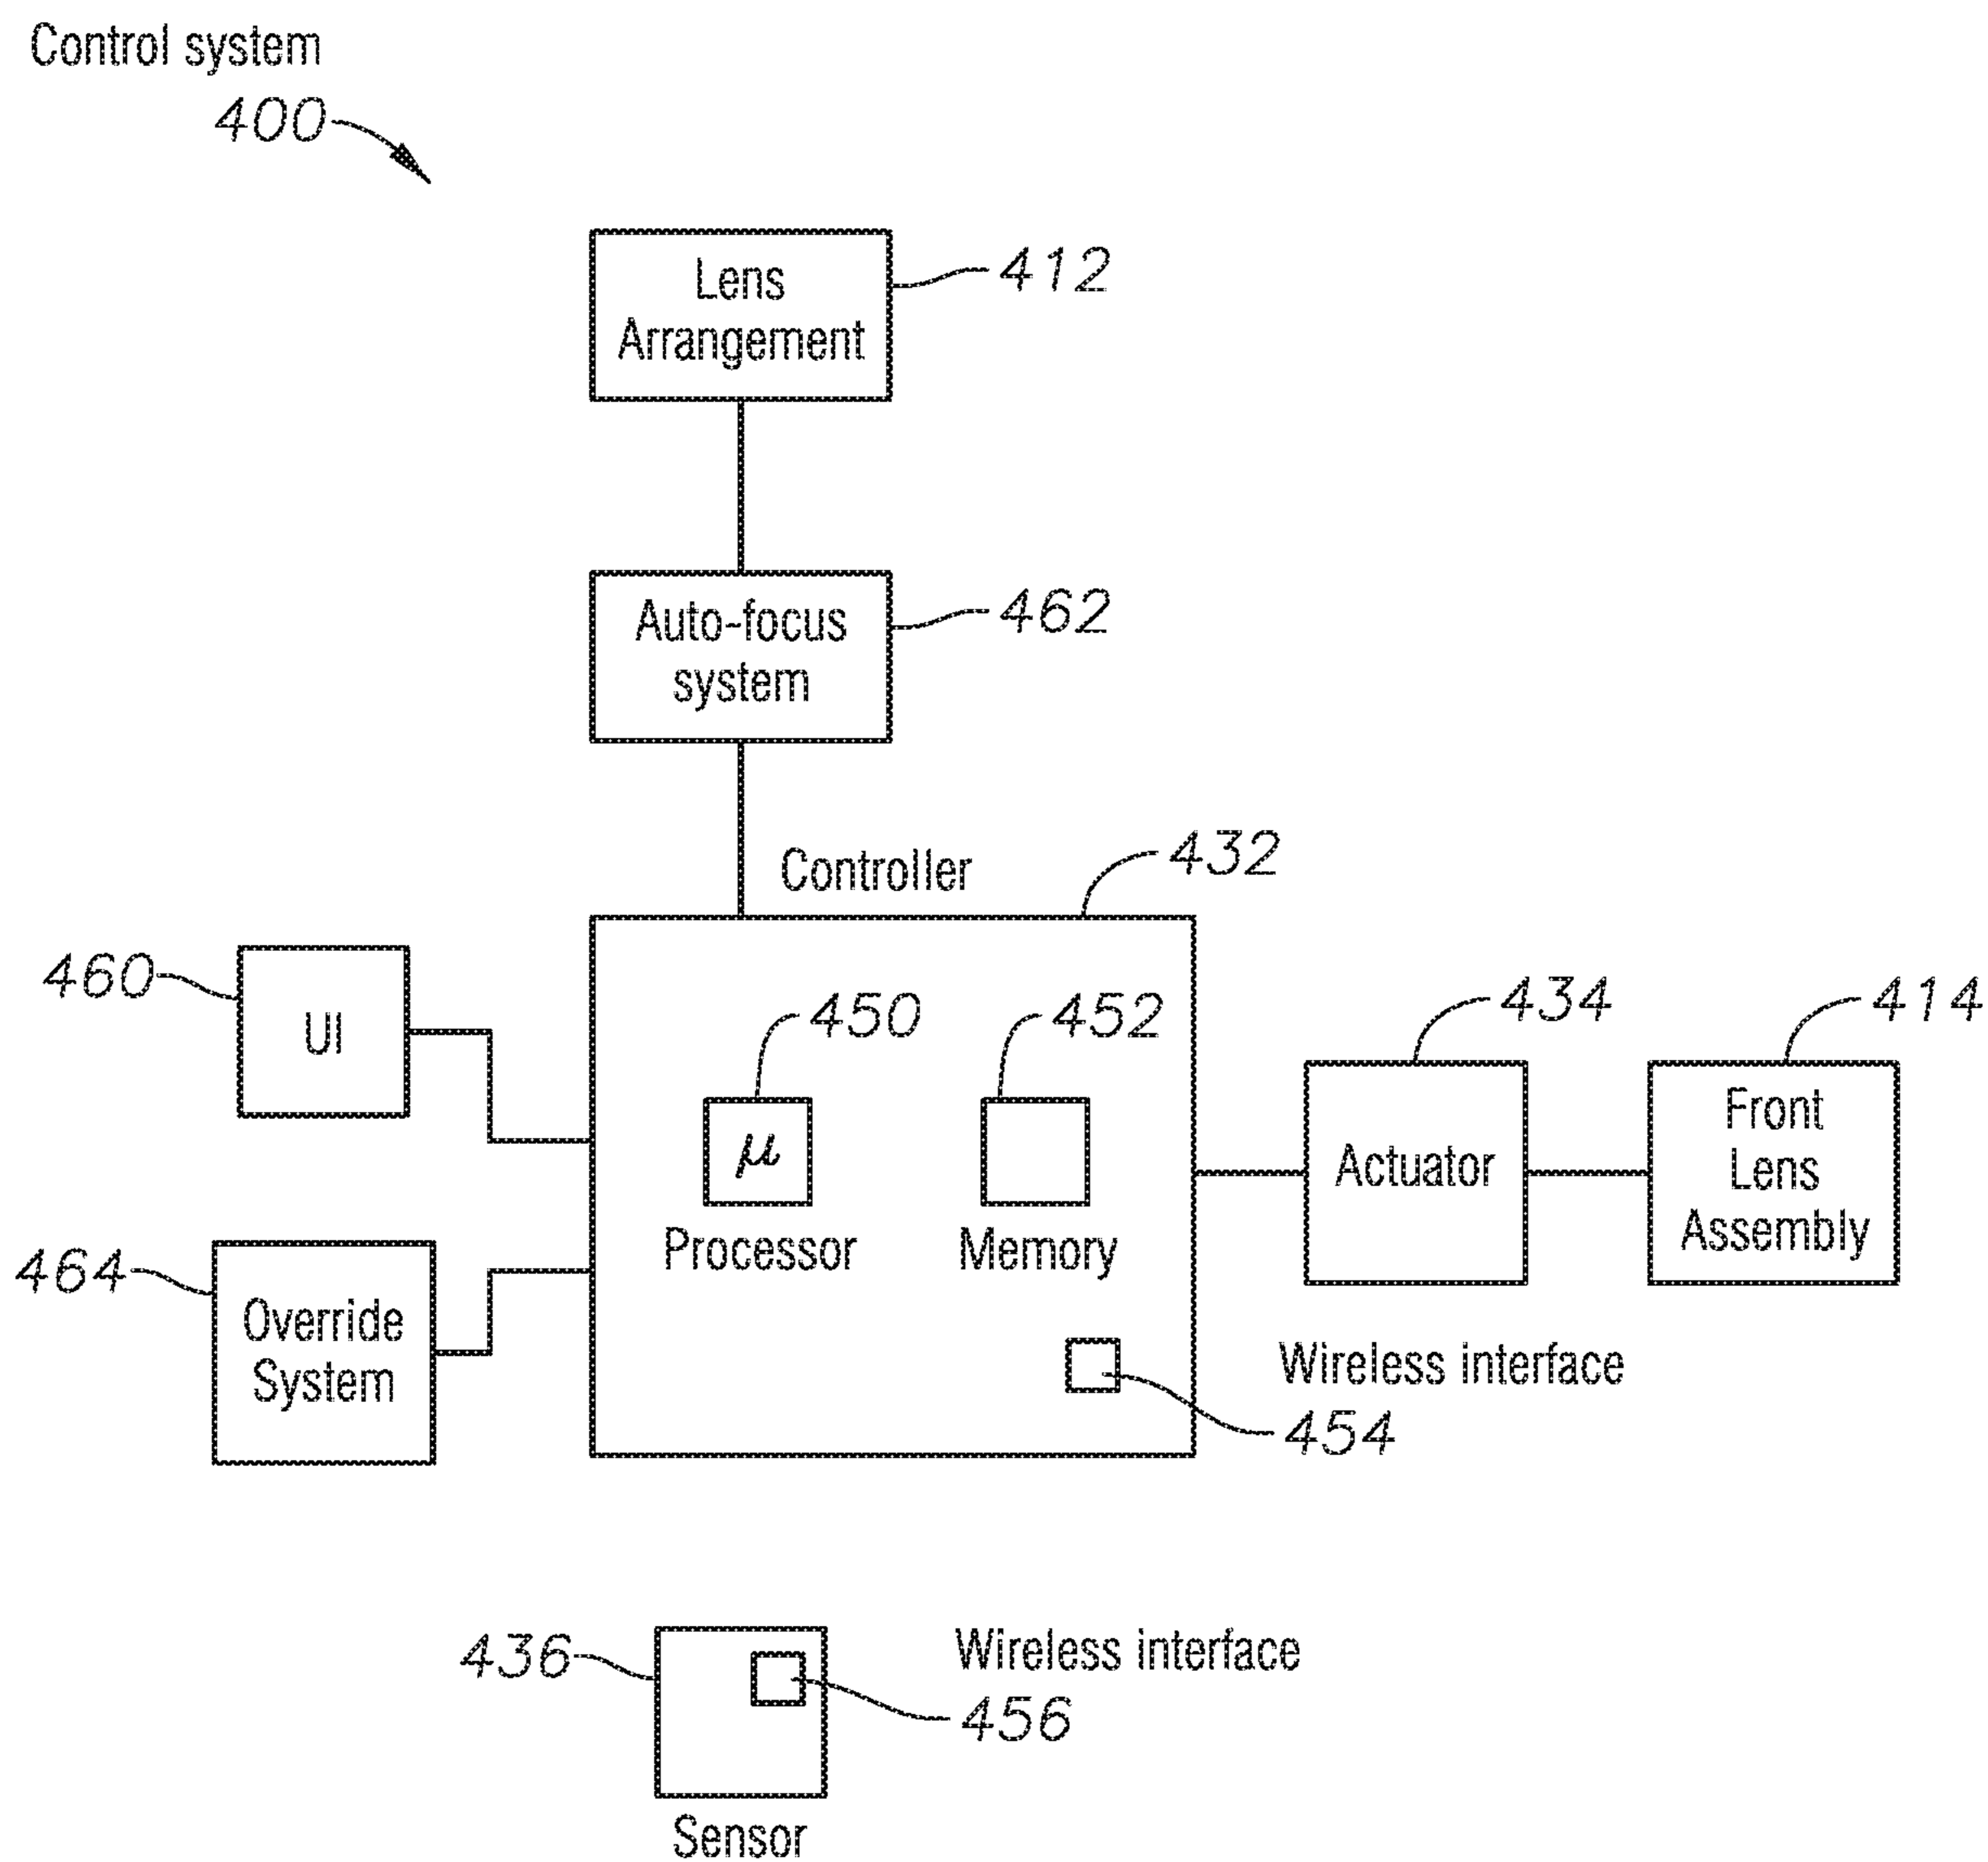 Control system
400
Lens
Arrangement
412
Auto-focus
system
462
Controller
432
460
UI
450
μ
Processor
452
Memory
434
Actuator
414
Front
Lens
Assembly
464
Override
System
Wireless interface
454
436
Wireless interface
456
Sensor